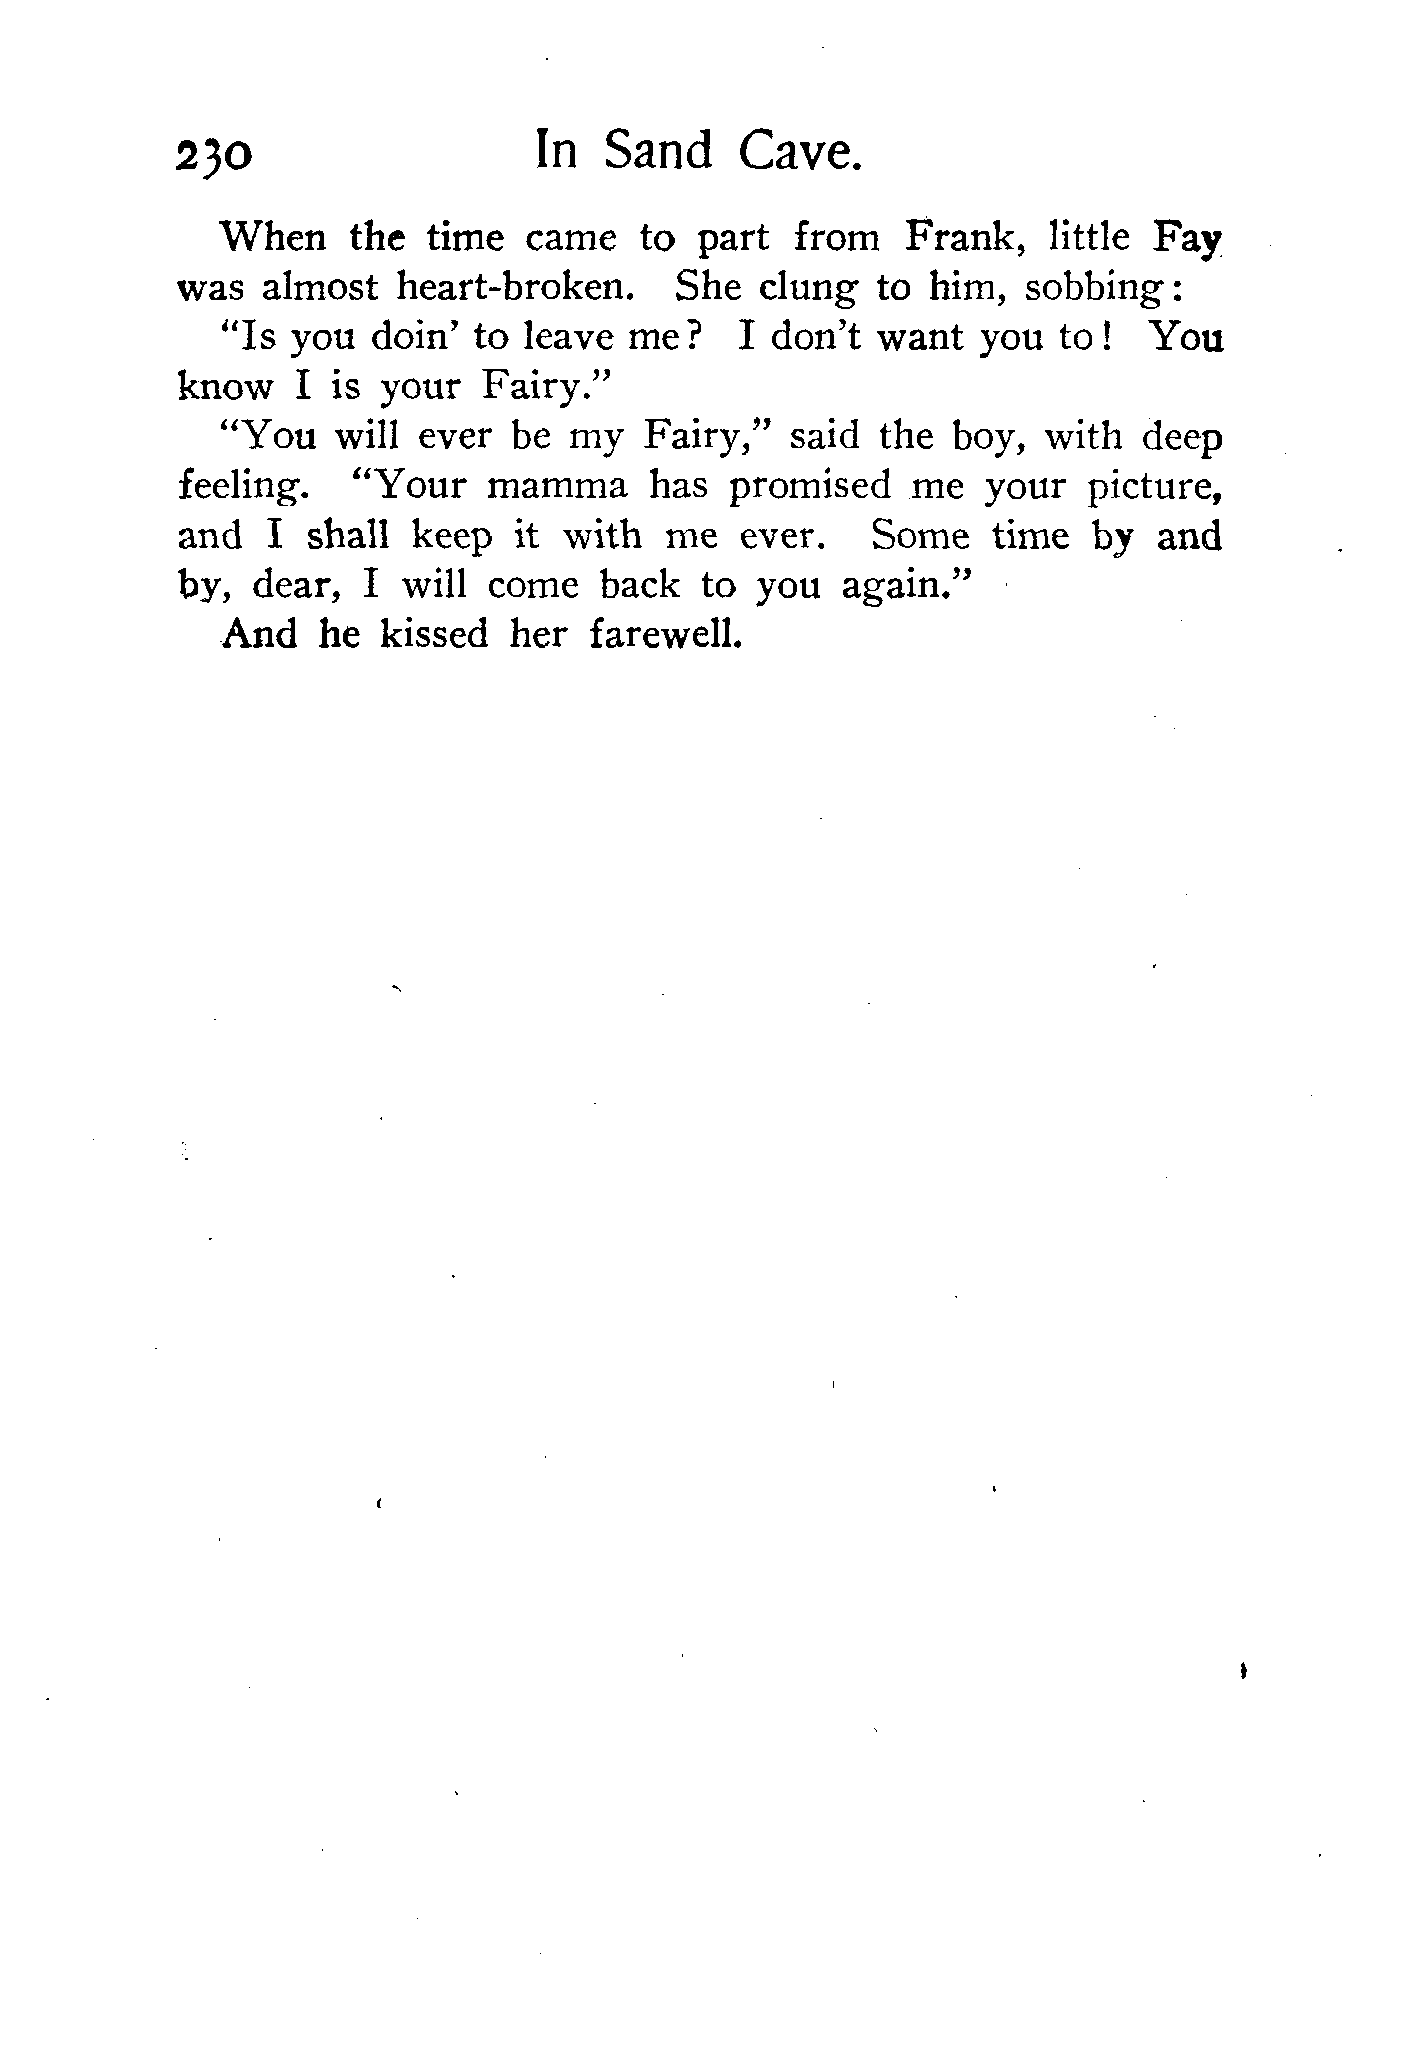 230 In Sand Cave.
When the time came to part from Frank, little Fay
was almost heart-broken. She clung to him, sobbing:
"Is you doin' to leave me? I don't want you to! You
know I is your Fairy."
"You will ever be my Fairy," said the boy, with deep
feeling. "Your mamma has promised me your picture,
and I shall keep it with me ever. Some time by and
by, dear, I will come back to you again."
And he kissed her farewell.